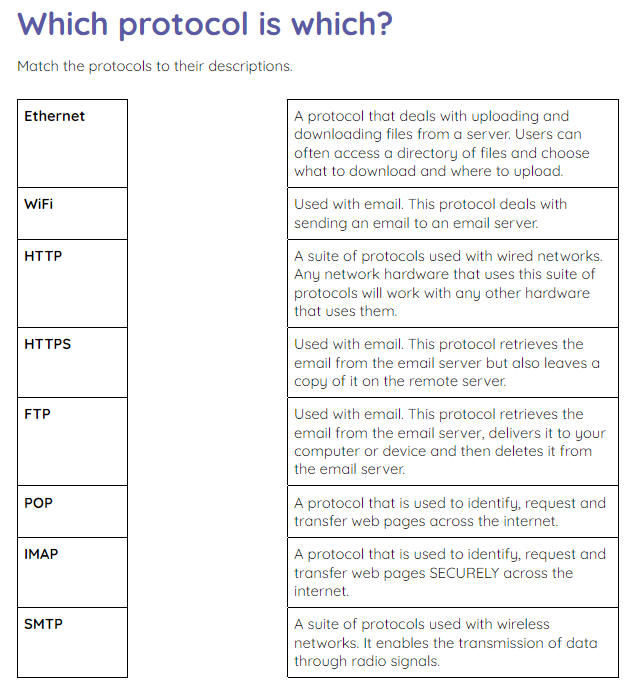 Which protocol is which?
Match the protocols to their descriptions.
Ethernet
A protocol that deals with uploading and
downloading files from a server. Users can
often access a directory of files and choose
what to download and where to upload.
WiFi
Used with email. This protocol deals with
sending an email to an email server.
HTTP
A suite of protocols used with wired networks.
Any network hardware that uses this suite of
protocols will work with any other hardware
that uses them.
HTTPS
Used with email. This protocol retrieves the
email from the email server but also leaves a
copy of it on the remote server.
FTP
Used with email. This protocol retrieves the
email from the email server, delivers it to your
computer or device and then deletes it from
the email server.
POP
A protocol that is used to identify, request and
transfer web pages across the internet.
IMAP
A protocol that is used to identify, request and
transfer web pages SECURELY across the
internet.
SMTP
A suite of protocols used with wireless
networks. It enables the transmission of data
through radio signals.